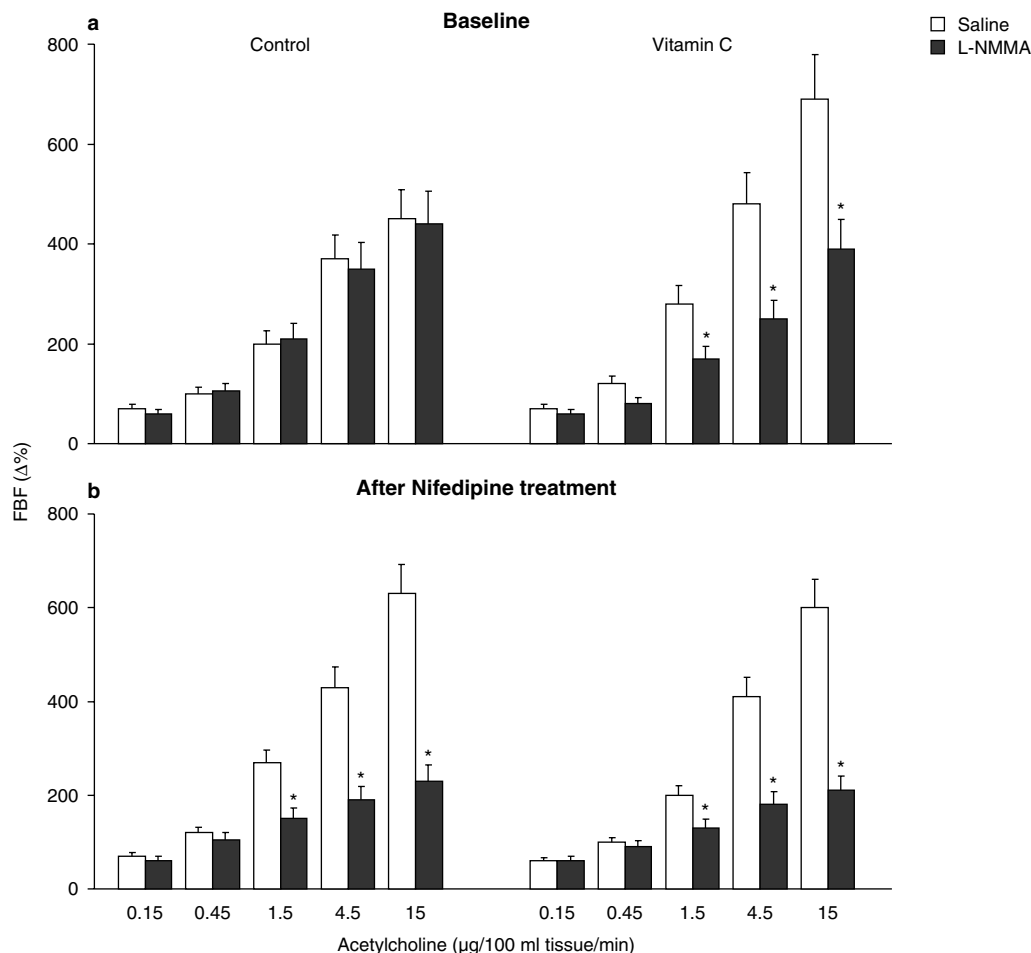 a
Baseline
Control
Vitamin C
Saline
L-NMMA
800
600
400
200
0
*
*
*
FBF (Δ%)
b
After Nifedipine treatment
800
600
400
200
0
*
*
*
*
*
*
0.15 0.45 1.5 4.5 15 0.15 0.45 1.5 4.5 15
Acetylcholine (µg/100 ml tissue/min)